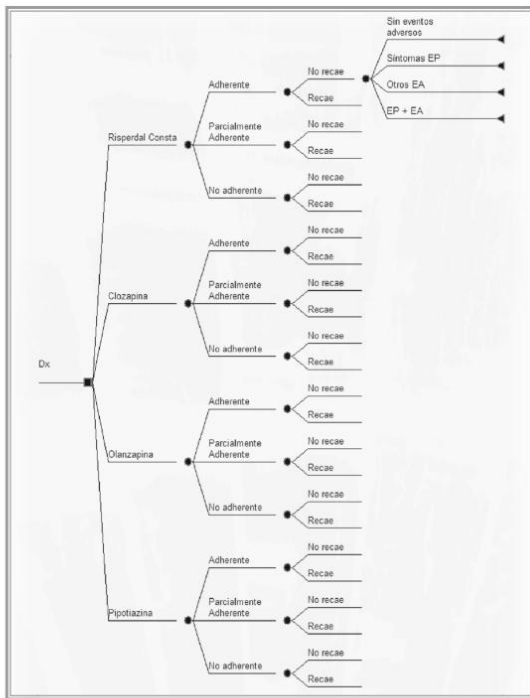 Sin eventos
adversos
Síntomas EP
Otros EA
EP + EA
No recae
Adherente
Recae
No recae
Parcialmente
Adherente
Recae
Risperdal Consta
No recae
No adherente
Recae
No recae
Adherente
Recae
No recae
Parcialmente
Adherente
Recae
Clozapina
No recae
No adherente
Recae
Dx
No recae
Adherente
Recae
No recae
Parcialmente
Adherente
Recae
Olanzapina
No recae
No adherente
Recae
No recae
Adherente
Recae
No recae
Parcialmente
Adherente
Recae
Pipotiazina
No recae
No adherente
Recae